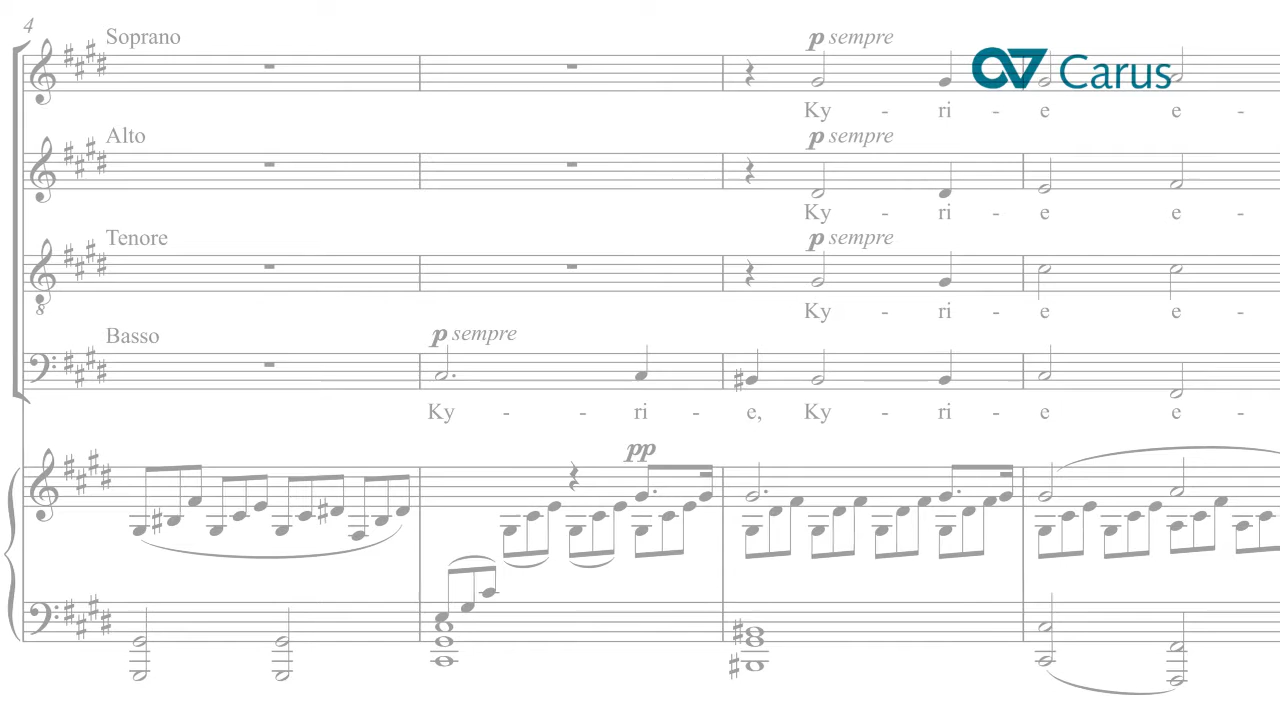 4
Soprano
p sempre
Carus
Ky - ri - e e -
Alto
p sempre
Ky - ri - e e -
Tenore
p sempre
8
Ky - ri - e e -
Basso
p sempre
Ky - - ri - e, Ky - ri - e e -
pp